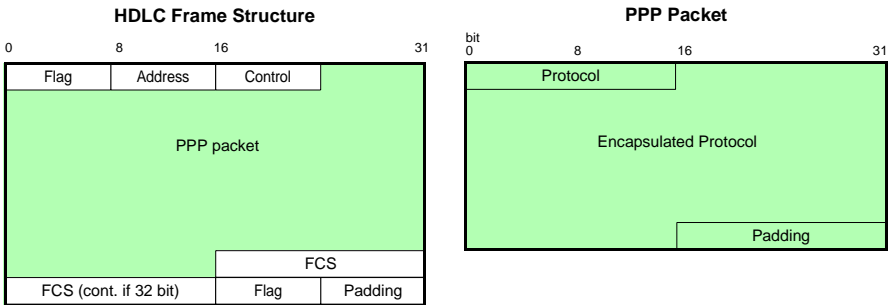 HDLC Frame Structure
0 8 16 31
Flag Address Control
PPP packet
FCS
FCS (cont. if 32 bit) Flag Padding
PPP Packet
bit
0 8 16 31
Protocol
Encapsulated Protocol
Padding